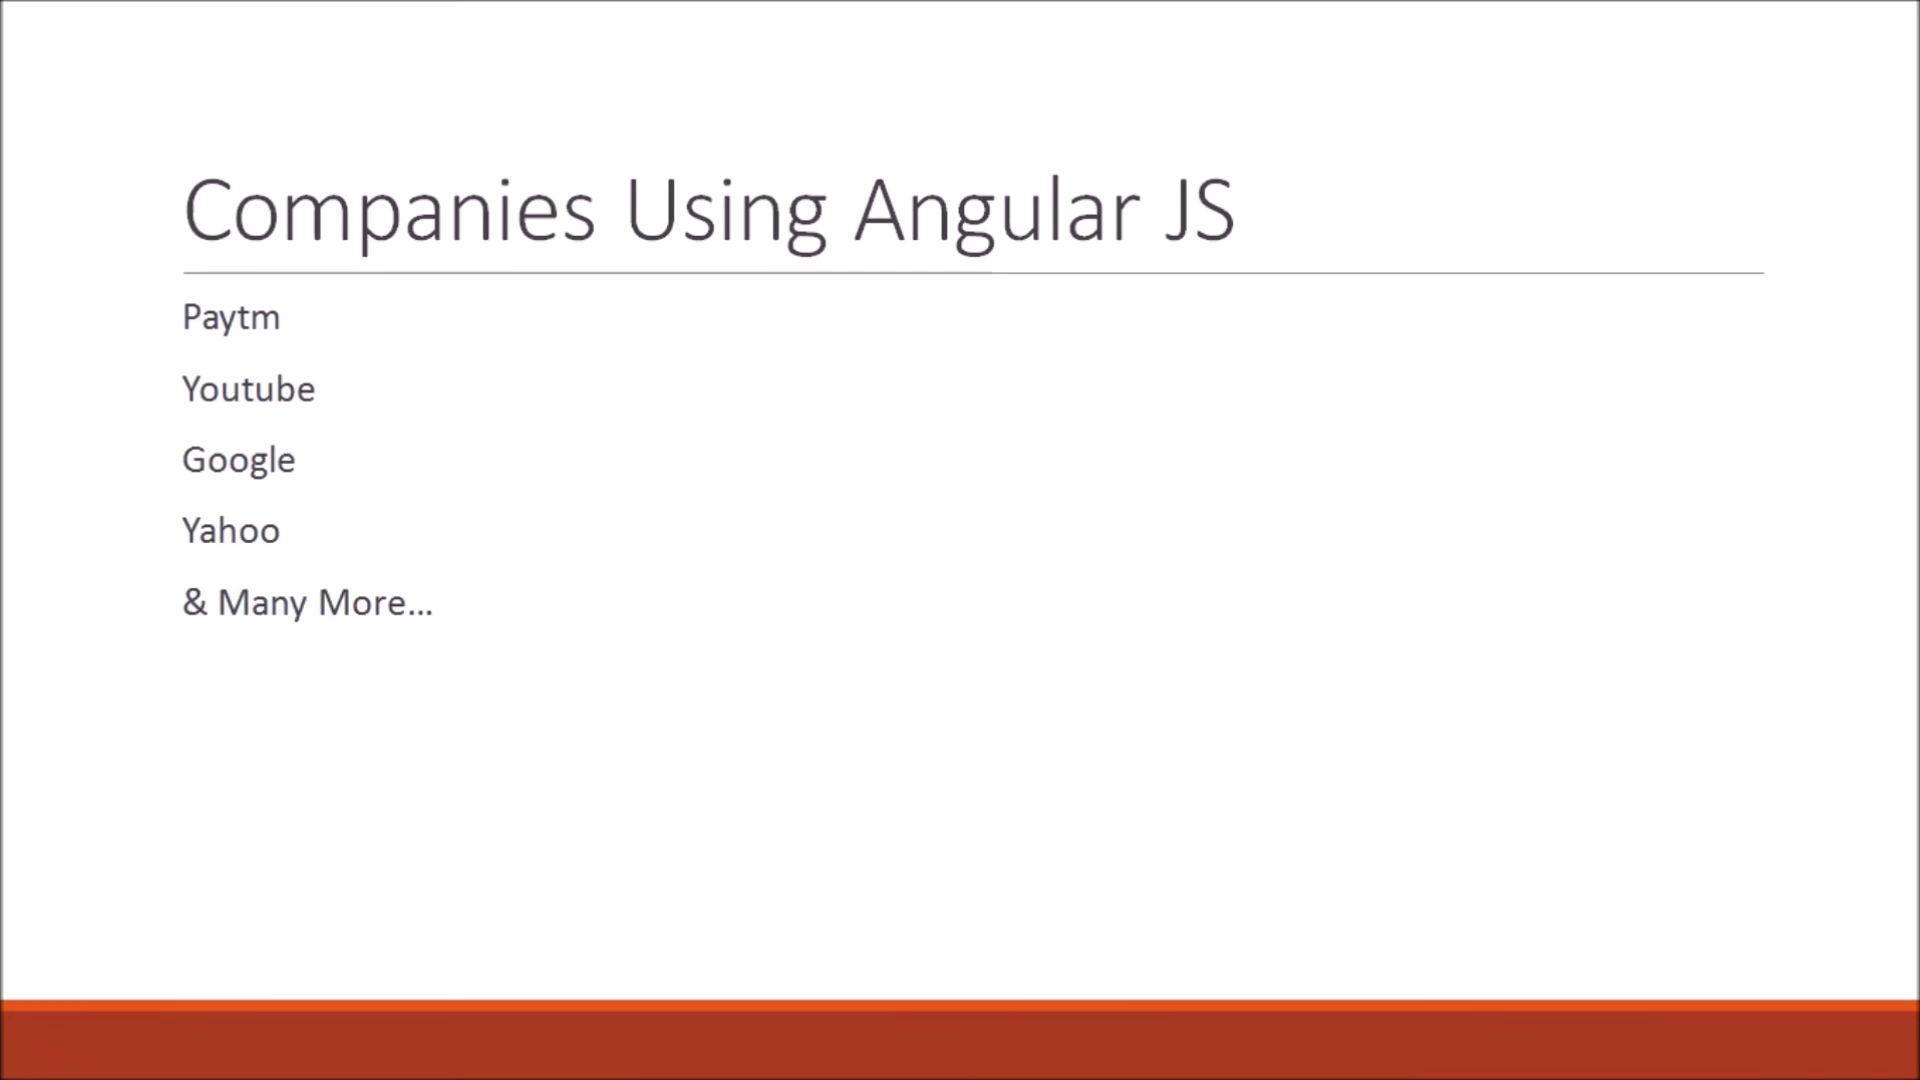 Companies Using Angular JS
Paytm
Youtube
Google
Yahoo
& Many More...